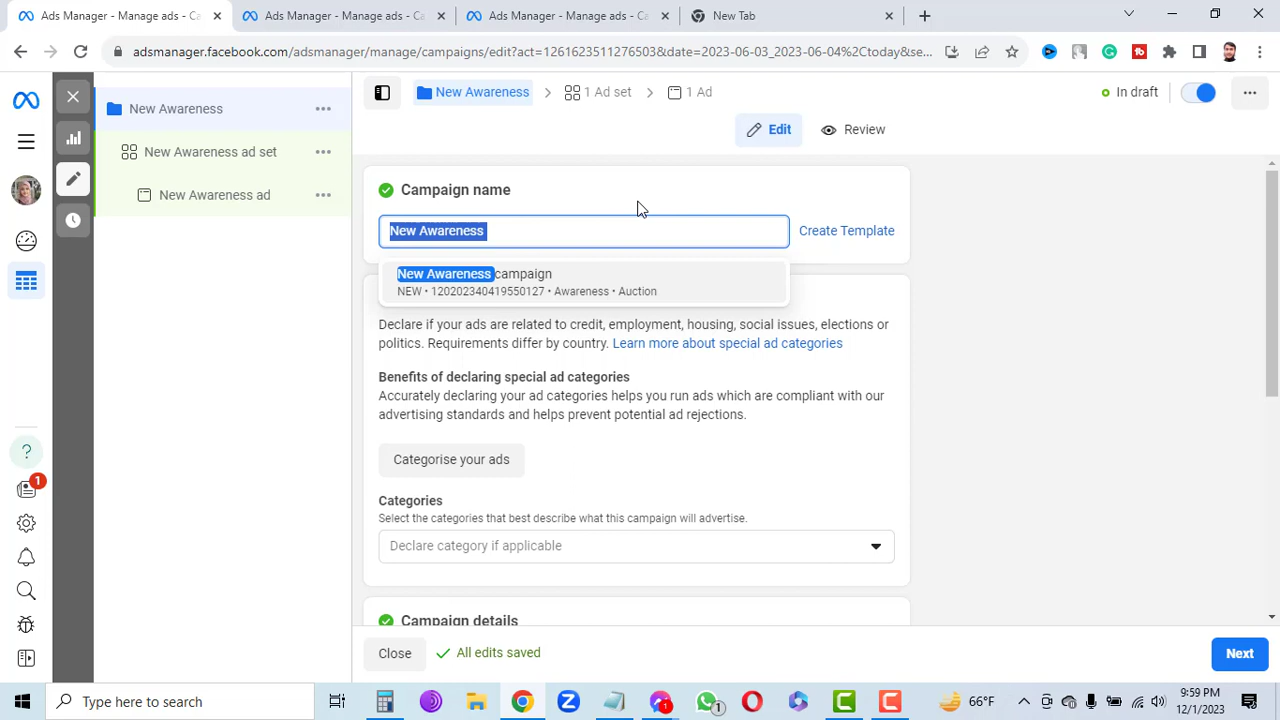 Ads Manager - Manage ads - Ca
Ads Manager - Manage ads - Ca
Ads Manager - Manage ads - Ca
New Tab
adsmanager.facebook.com/adsmanager/manage/campaigns/edit?act=1261623511276503&date=2023-06-03_2023-06-04%2Ctoday&se...
New Awareness
1 Ad set
1 Ad
In draft
Edit
Review
New Awareness
New Awareness ad set
New Awareness ad
Campaign name
New Awareness
Create Template
New Awareness campaign
NEW • 120202340419550127 • Awareness • Auction
Declare if your ads are related to credit, employment, housing, social issues, elections or
politics. Requirements differ by country. Learn more about special ad categories
Benefits of declaring special ad categories
Accurately declaring your ad categories helps you run ads which are compliant with our
advertising standards and helps prevent potential ad rejections.
Categorise your ads
Categories
Select the categories that best describe what this campaign will advertise.
Declare category if applicable
Campaign details
Close
All edits saved
Next
?
1
Type here to search
1
1
66°F
9:59 PM
12/1/2023